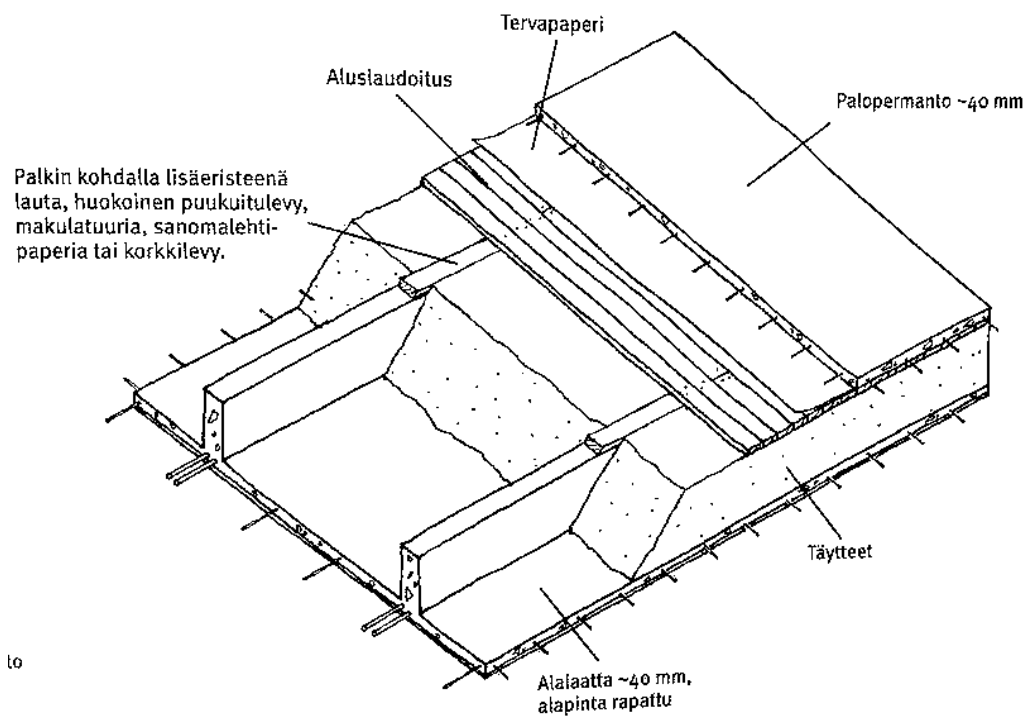 Tervapaperi
Aluslaudoitus
Palopermanto ~40 mm
Palkin kohdalla lisäeristeenä
lauta, huokoinen puukuitulevy,
makulatuuria, sanomalehti-
paperia tai korkkilevy.
Täytteet
to
Alalaatta ~40 mm,
alapinta rapattu